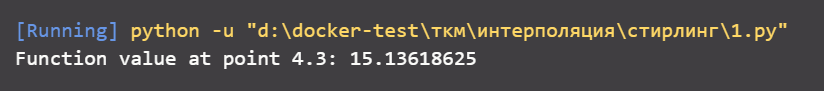 [Running] python -u "d:\docker-test\ткм\интерполяция\стирлинг\1.py"
Function value at point 4.3: 15.13618625